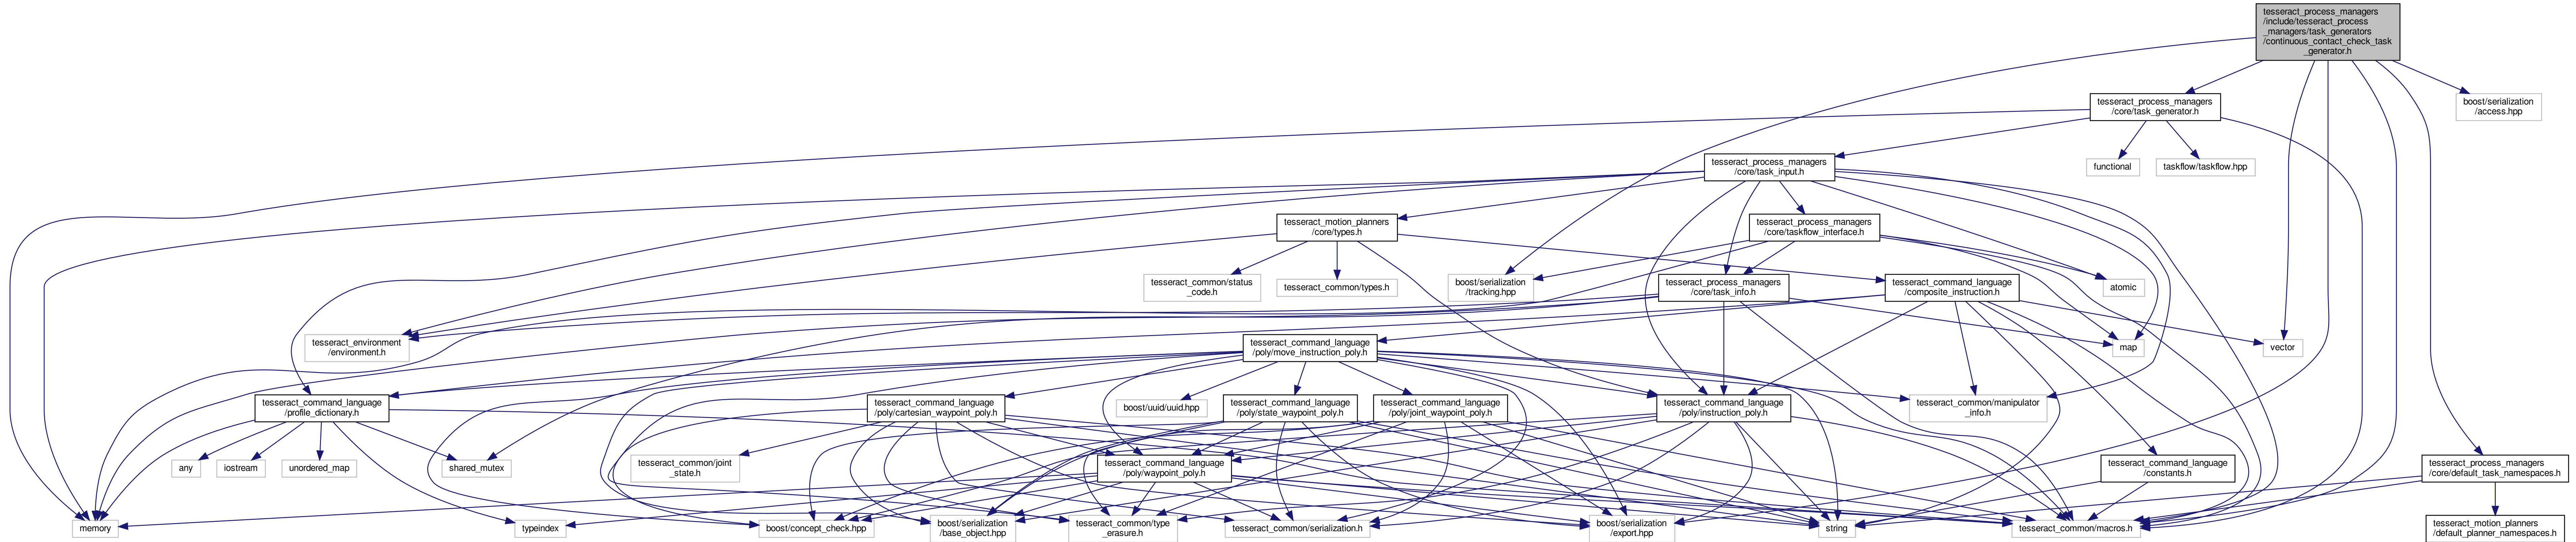 tesseract_process_managers
/include/tesseract_process
_managers/task_generators
/continuous_contact_check_task
_generator.h
tesseract_process_managers
/core/task_generator.h
boost/serialization
/access.hpp
tesseract_process_managers
/core/task_input.h
functional
taskflow/taskflow.hpp
tesseract_motion_planners
/core/types.h
tesseract_process_managers
/core/taskflow_interface.h
tesseract_common/status
_code.h
tesseract_common/types.h
boost/serialization
/tracking.hpp
tesseract_process_managers
/core/task_info.h
tesseract_command_language
/composite_instruction.h
atomic
tesseract_environment
/environment.h
tesseract_command_language
/poly/move_instruction_poly.h
map
vector
tesseract_command_language
/profile_dictionary.h
tesseract_command_language
/poly/cartesian_waypoint_poly.h
boost/uuid/uuid.hpp
tesseract_command_language
/poly/state_waypoint_poly.h
tesseract_command_language
/poly/joint_waypoint_poly.h
tesseract_command_language
/poly/instruction_poly.h
tesseract_common/manipulator
_info.h
any
iostream
unordered_map
shared_mutex
tesseract_common/joint
_state.h
tesseract_command_language
/poly/waypoint_poly.h
tesseract_command_language
/constants.h
tesseract_process_managers
/core/default_task_namespaces.h
memory
typeindex
boost/concept_check.hpp
boost/serialization
/base_object.hpp
tesseract_common/type
_erasure.h
tesseract_common/serialization.h
boost/serialization
/export.hpp
string
tesseract_common/macros.h
tesseract_motion_planners
/default_planner_namespaces.h